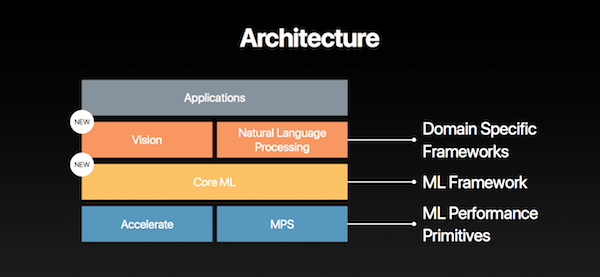 Architecture
Applications
NEW
Vision
Natural Language
Processing
Domain Specific
Frameworks
NEW
Core ML
ML Framework
Accelerate
MPS
ML Performance
Primitives